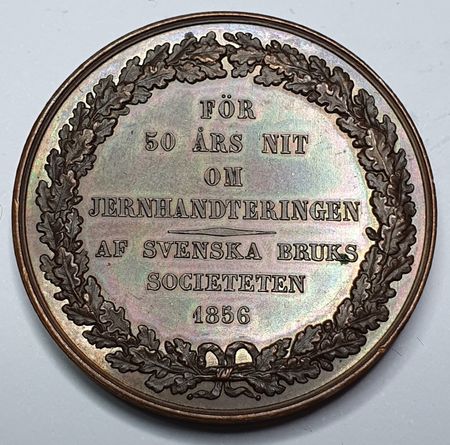 FÖR
50 ÅRS NIT
OM
JERNHANDTERINGEN
AF SVENSKA BRUKS
SOCIETETEN
1856